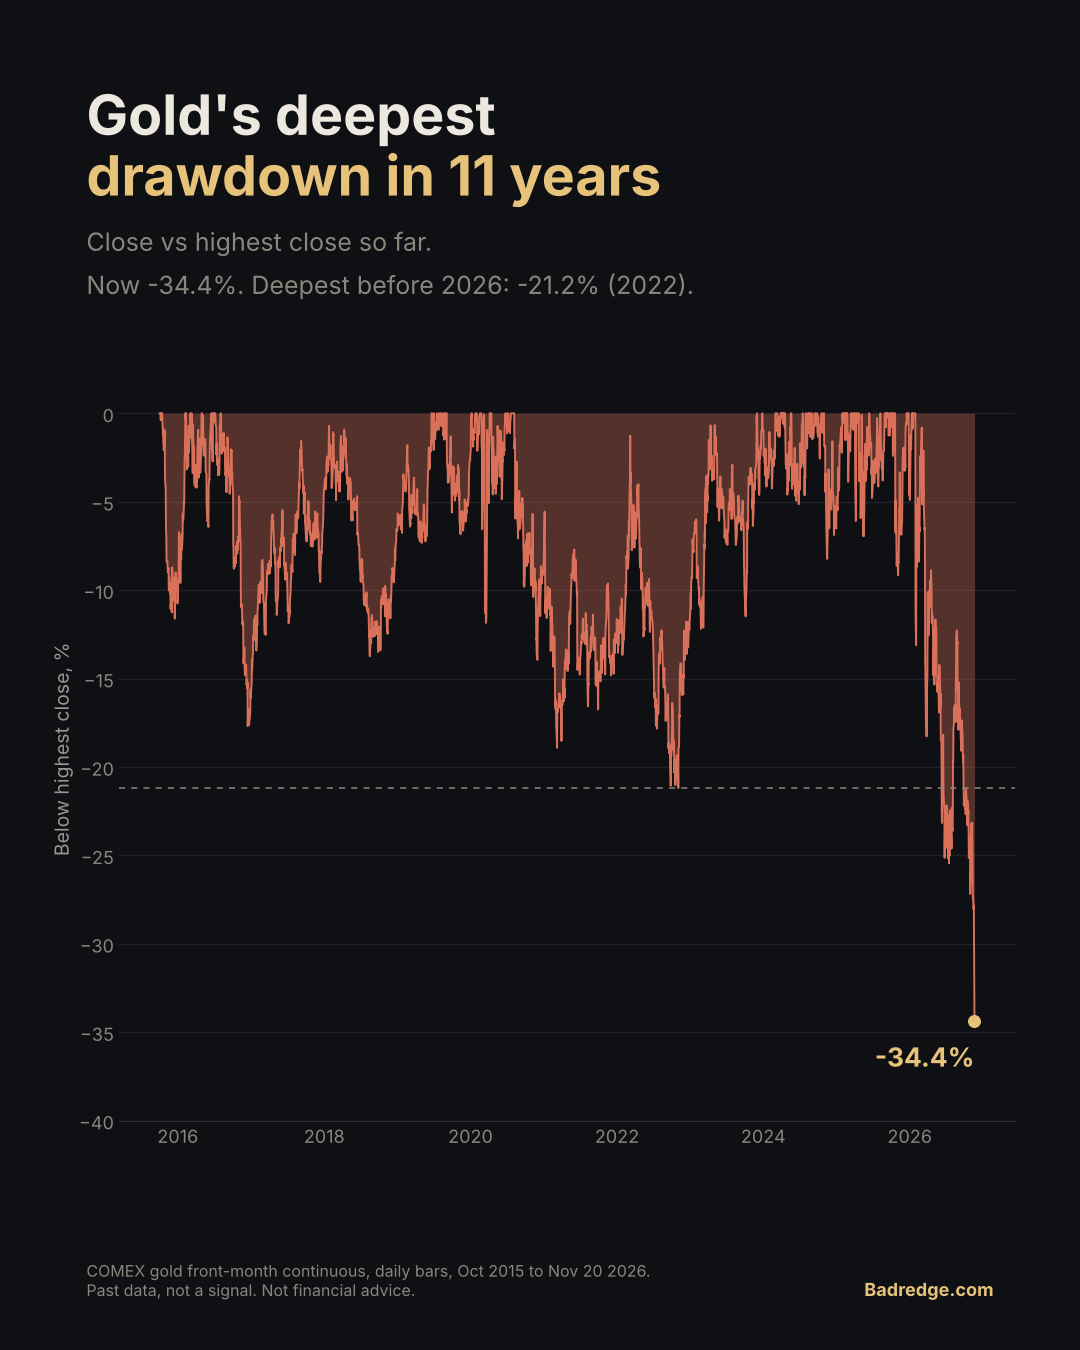 Gold's deepest
drawdown in 11 years
Close vs highest close so far.
Now -34.4%. Deepest before 2026: -21.2% (2022).
Below highest close, %
0
−5
−10
−15
−20
−25
−30
−35
−40
-34.4%
2016 2018 2020 2022 2024 2026
COMEX gold front-month continuous, daily bars, Oct 2015 to Nov 20 2026.
Past data, not a signal. Not financial advice.
Badredge.com